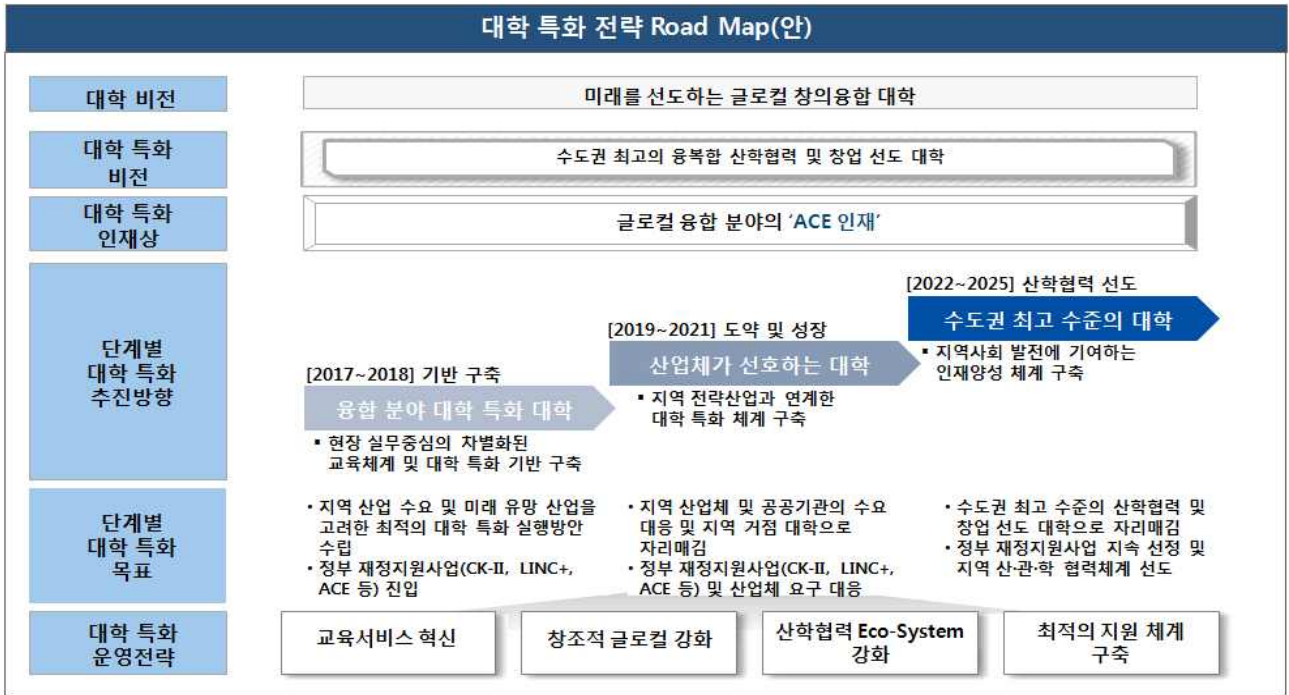 대학 특화 전략 Road Map(안)
대학 비전
미래를 선도하는 글로컬 창의융합 대학
대학 특화
비전
수도권 최고의 융복합 산학협력 및 창업 선도 대학
대학 특화
인재상
글로컬 융합 분야의 ‘ACE 인재’
단계별
대학 특화
추진방향
[2017~2018] 기반 구축
융합 분야 대학 특화 대학
▪ 현장 실무중심의 차별화된
교육체계 및 대학 특화 기반 구축
[2019~2021] 도약 및 성장
산업체가 선호하는 대학
▪ 지역 전략산업과 연계한
대학 특화 체계 구축
[2022~2025] 산학협력 선도
수도권 최고 수준의 대학
▪ 지역사회 발전에 기여하는
인재양성 체계 구축
단계별
대학 특화
목표
• 지역 산업 수요 및 미래 유망 산업을
고려한 최적의 대학 특화 실행방안
수립
• 정부 재정지원사업(CK-II, LINC+,
ACE 등) 진입
• 지역 산업체 및 공공기관의 수요
대응 및 지역 거점 대학으로
자리매김
• 정부 재정지원사업(CK-II, LINC+,
ACE 등) 및 산업체 요구 대응
• 수도권 최고 수준의 산학협력 및
창업 선도 대학으로 자리매김
• 정부 재정지원사업 지속 선정 및
지역 산·관·학 협력체계 선도
대학 특화
운영전략
교육서비스 혁신
창조적 글로컬 강화
산학협력 Eco-System
강화
최적의 지원 체계
구축